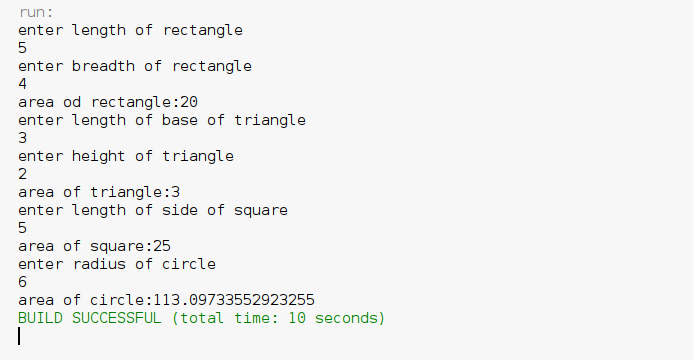 run:
enter length of rectangle
5
enter breadth of rectangle
4
area od rectangle:20
enter length of base of triangle
3
enter height of triangle
2
area of triangle:3
enter length of side of square
5
area of square:25
enter radius of circle
6
area of circle:113.09733552923255
BUILD SUCCESSFUL (total time: 10 seconds)